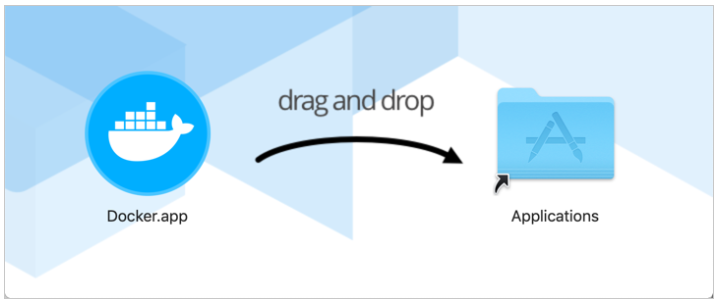 drag and drop
Docker.app
Applications